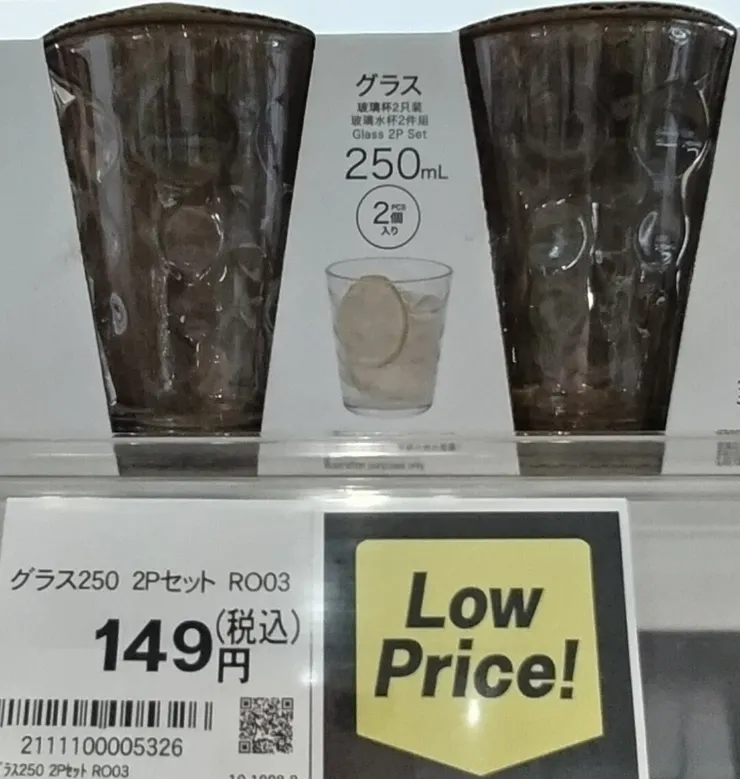 グラス
玻璃杯2只装
玻璃水杯2件組
Glass 2P Set
250mL
2個
PCS
入り
グラス250 2Pセット RO03
149円
(税込)
2111100005326
グラス250 2Pセット RO03
Low
Price!